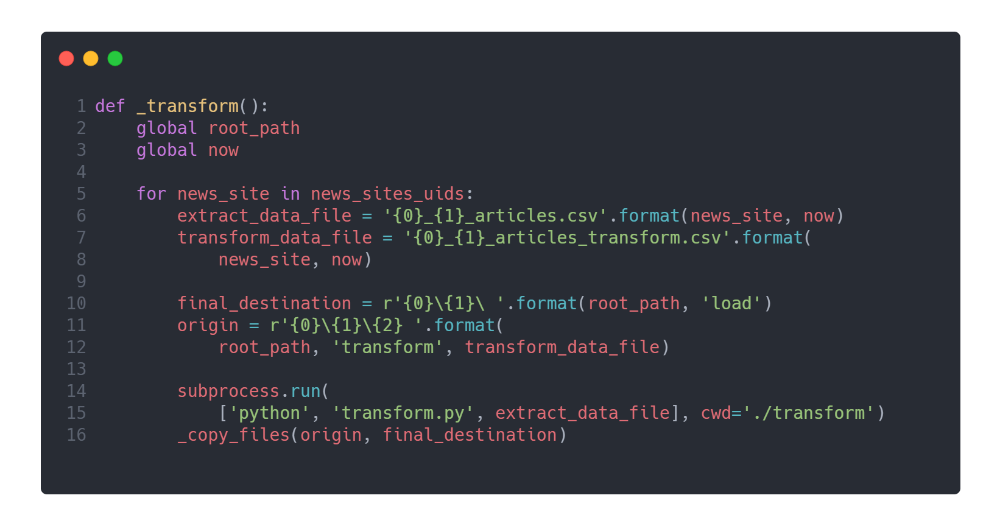 1 def _transform():
2     global root_path
3     global now
4
5     for news_site in news_sites_uids:
6         extract_data_file = '{0}_{1}_articles.csv'.format(news_site, now)
7         transform_data_file = '{0}_{1}_articles_transform.csv'.format(
8             news_site, now)
9
10         final_destination = r'{0}\{1}\ '.format(root_path, 'load')
11         origin = r'{0}\{1}\{2} '.format(
12             root_path, 'transform', transform_data_file)
13
14         subprocess.run(
15             ['python', 'transform.py', extract_data_file], cwd='./transform')
16         _copy_files(origin, final_destination)